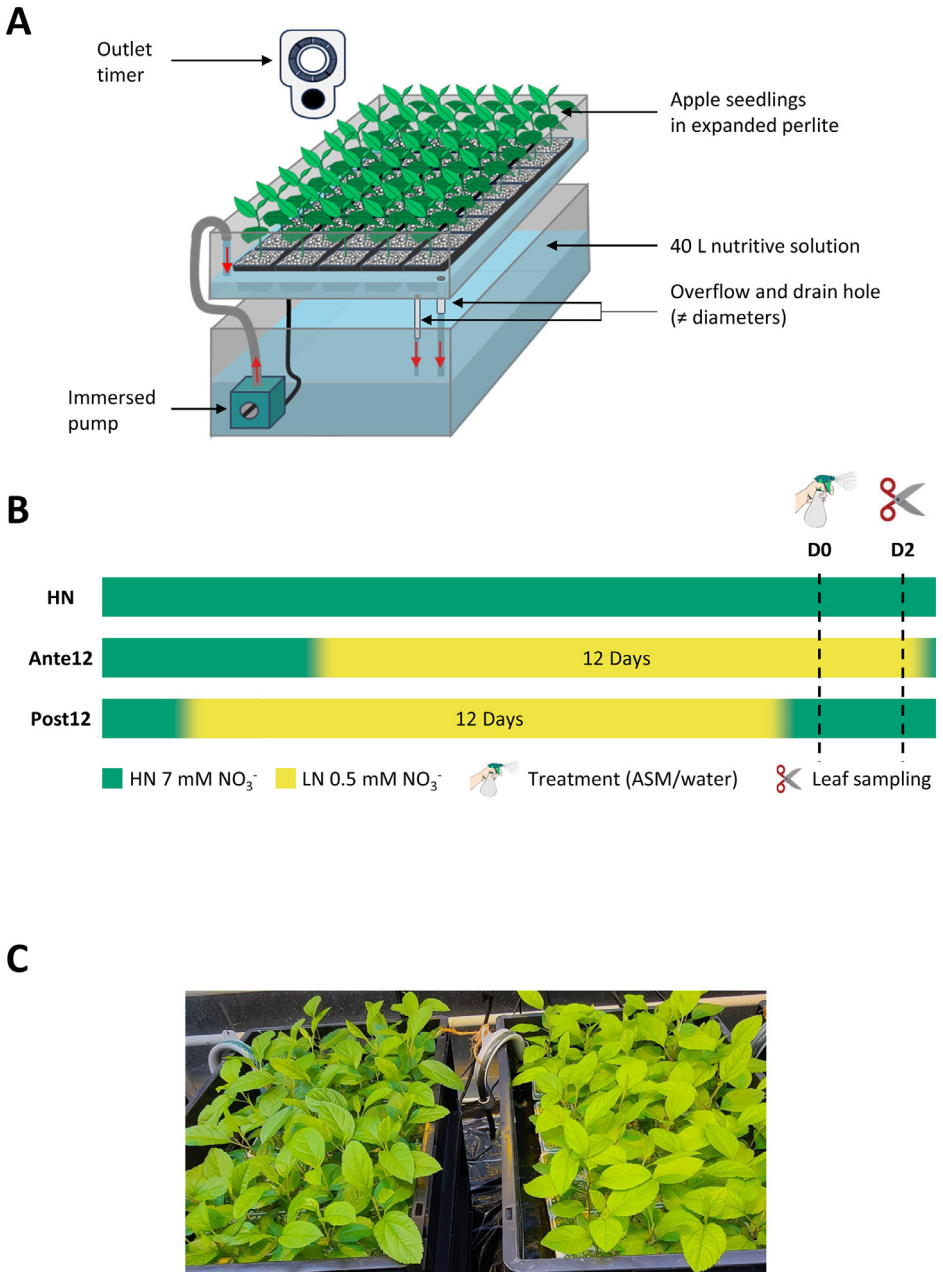 A
Outlet
timer
Apple seedlings
in expanded perlite
40 L nutritive solution
Overflow and drain hole
(≠ diameters)
Immersed
pump
B
D0
D2
HN
Ante12
12 Days
Post12
12 Days
HN 7 mM NO₃⁻
LN 0.5 mM NO₃⁻
Treatment (ASM/water)
Leaf sampling
C